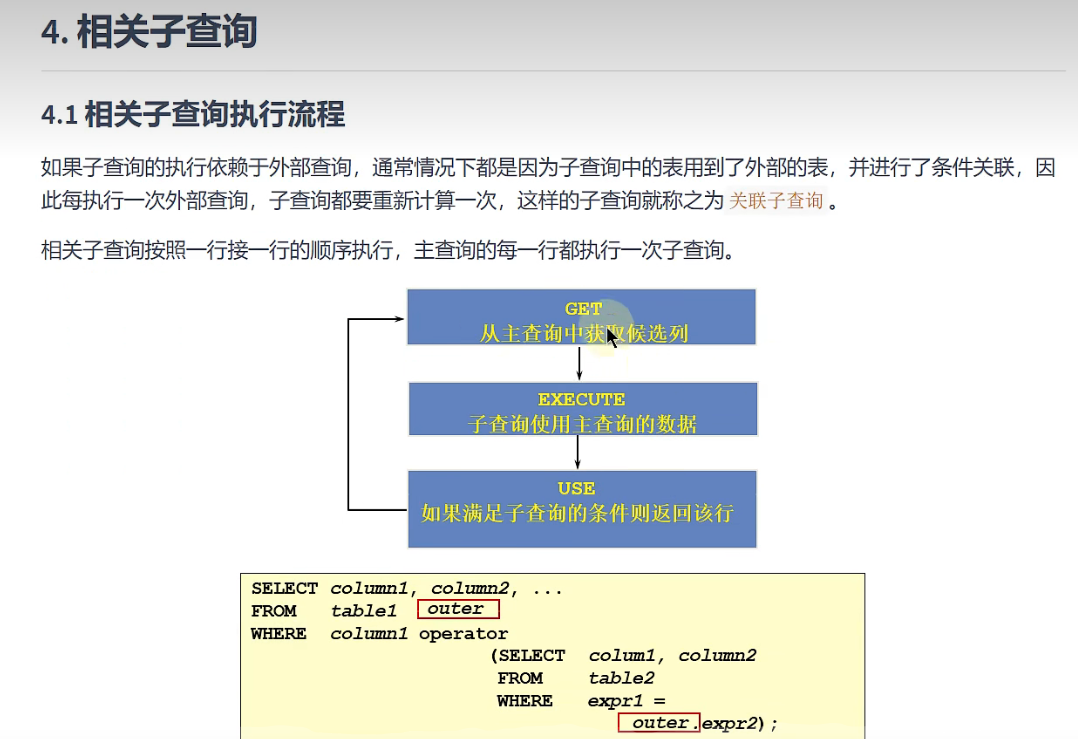 4. 相关子查询
4.1 相关子查询执行流程
如果子查询的执行依赖于外部查询，通常情况下都是因为子查询中的表用到了外部的表，并进行了条件关联，因
此每执行一次外部查询，子查询都要重新计算一次，这样的子查询就称之为 关联子查询 。
相关子查询按照一行接一行的顺序执行，主查询的每一行都执行一次子查询。
GET
从主查询中获取候选列
EXECUTE
子查询使用主查询的数据
USE
如果满足子查询的条件则返回该行
SELECT column1, column2, ...
FROM table1 outer
WHERE column1 operator
(SELECT colum1, column2
FROM table2
WHERE expr1 =
outer.expr2);